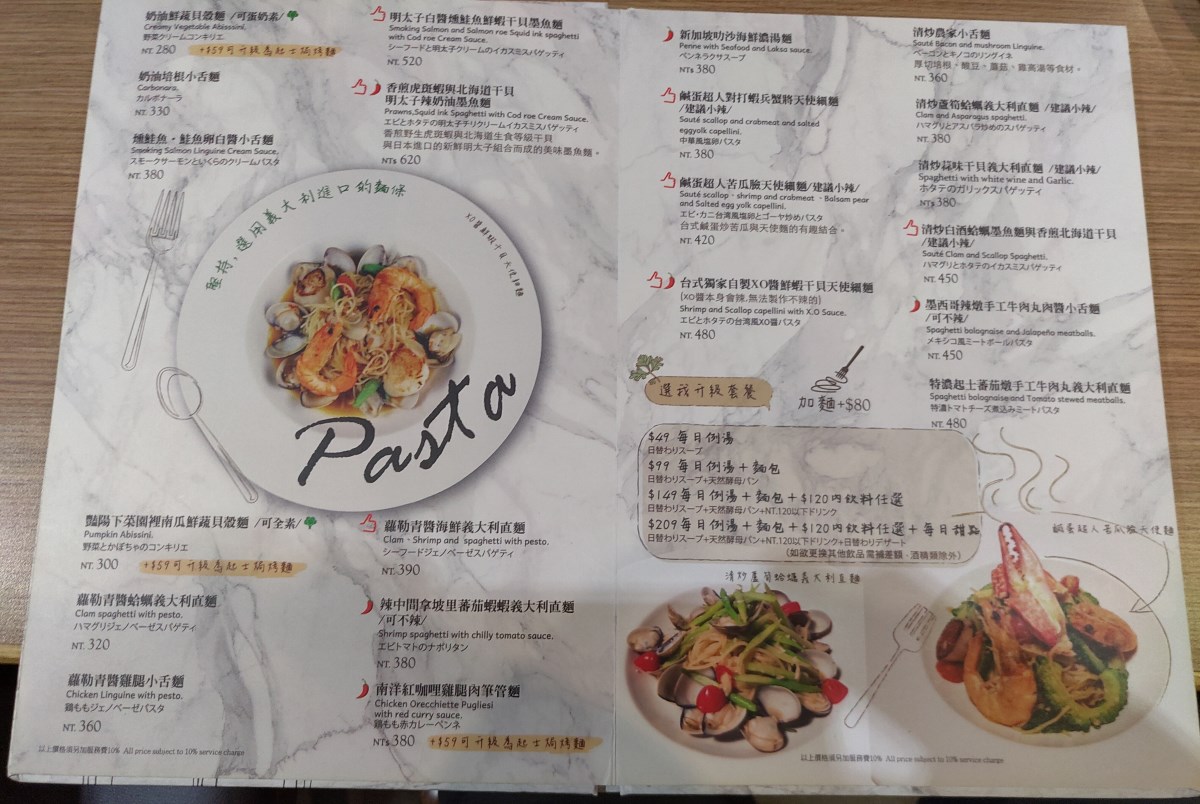 奶油鮮蔬貝殼麵 /可蛋奶素/
Creamy Vegetable Abissini.
野菜クリームコンキリエ
NT. 280
+$59可升級為起士焗烤麵
奶油培根小舌麵
Carbonara.
カルボナーラ
NT. 330
燻鮭魚・鮭魚卵白醬小舌麵
Smoking Salmon Linguine Cream Sauce.
スモークサーモンといくらのクリームパスタ
NT. 380
明太子白醬燻鮭魚鮮蝦干貝墨魚麵
Smoking Salmon and Salmon roe Squid ink spaghetti
with Cod roe Cream Sauce.
シーフードと明太子クリームのイカスミスパゲッティ
NT. 520
香煎虎斑蝦與北海道干貝
明太子辣奶油墨魚麵
Prawns,Squid ink Spaghetti with Cod roe Cream Sauce.
エビとホタテの明太子チリクリームイカスミスパゲッティ
香煎野生虎斑蝦與北海道生食等級干貝
與日本進口的新鮮明太子組合而成的美味墨魚麵。
NT$ 620
堅持,選用義大利進口的麵條
XO醬鮮蝦干貝天使細麵
Pasta
豔陽下菜園裡南瓜鮮蔬貝殼麵 /可全素/
Pumpkin Abissini.
野菜とかぼちゃのコンキリエ
NT. 300
+$59可升級為起士焗烤麵
蘿勒青醬蛤蠣義大利直麵
Clam spaghetti with pesto.
ハマグリジェノベーゼスパゲティ
NT. 320
蘿勒青醬雞腿小舌麵
Chicken Linguine with pesto.
鶏ももジェノベーゼパスタ
NT. 360
蘿勒青醬海鮮義大利直麵
Clam、Shrimp and spaghetti with pesto.
シーフードジェノベーゼスパゲティ
NT. 390
辣中間拿坡里蕃茄蝦蝦義大利直麵
/可不辣/
Shrimp spaghetti with chilly tomato sauce.
エビトマトのナポリタン
NT. 380
南洋紅咖哩雞腿肉筆管麵
Chicken Orecchiette Pugliesi
with red curry sauce.
鶏もも赤カレーペンネ
NT$ 380
+$59可升級為起士焗烤麵
以上價格須另加服務費10% All price subject to 10% service charge
新加坡叻沙海鮮濃湯麵
Penne with Seafood and Laksa sauce.
ペンネラクサスープ
NT$ 380
鹹蛋超人對打蝦兵蟹將天使細麵
/建議小辣/
Sauté scallop and crabmeat and salted
eggyolk capellini.
中華風塩卵パスタ
NT. 380
鹹蛋超人苦瓜臉天使細麵/建議小辣/
Sauté scallop、shrimp and crabmeat、Balsam pear
and Salted egg yolk capellini.
エビ・カニ台湾風塩卵とゴーヤ炒めパスタ
台式鹹蛋炒苦瓜與天使麵的有趣結合。
NT. 420
台式獨家自製XO醬鮮蝦干貝天使細麵
(XO醬本身會辣.無法製作不辣的)
Shrimp and Scallop capellini with X.O Sauce.
エビとホタテの台湾風XO醤パスタ
NT. 480
清炒農家小舌麵
Sauté Bacon and mushroom Linguine.
ベーコンとキノコのリングイネ
厚切培根、醜豆、蘑菇、雞高湯等食材。
NT. 360
清炒蘆筍蛤蠣義大利直麵 /建議小辣/
Clam and Asparagus spaghetti.
ハマグリとアスパラ炒めのスパゲッティ
NT. 380
清炒蒜味干貝義大利直麵 /建議小辣/
Spaghetti with white wine and Garlic.
ホタテのガリックスパゲッティ
NT$ 380
清炒白酒蛤蠣墨魚麵與香煎北海道干貝
/建議小辣/
Sauté Clam and Scallop Spaghetti.
ハマグリとホタテのイカスミスパゲッティ
NT. 450
墨西哥辣燉手工牛肉丸肉醬小舌麵
/可不辣/
Spaghetti bolognaise and Jalapeño meatballs.
メキシコ風ミートボールパスタ
NT. 450
特濃起士蕃茄燉手工牛肉丸義大利直麵
Spaghetti bolognaise and Tomato stewed meatballs.
特濃トマトチーズ煮込みミートパスタ
NT. 480
選我升級套餐
加麵+$80
$49 每日例湯
日替わりスープ
$99 每日例湯+麵包
日替わりスープ+天然酵母パン
$149每日例湯+麵包+$120內飲料任選
日替わりスープ+天然酵母パン+NT.120以下ドリンク
$209每日例湯+麵包+$120內飲料任選+每日甜點
日替わりスープ+天然酵母パン+NT.120以下ドリンク+日替わりデザート
(如欲更換其他飲品 需補差額、酒精類除外)
清炒蘆筍蛤蠣義大利直麵
鹹蛋超人苦瓜臉天使麵
以上價格須另加服務費10% All price subject to 10% service charge